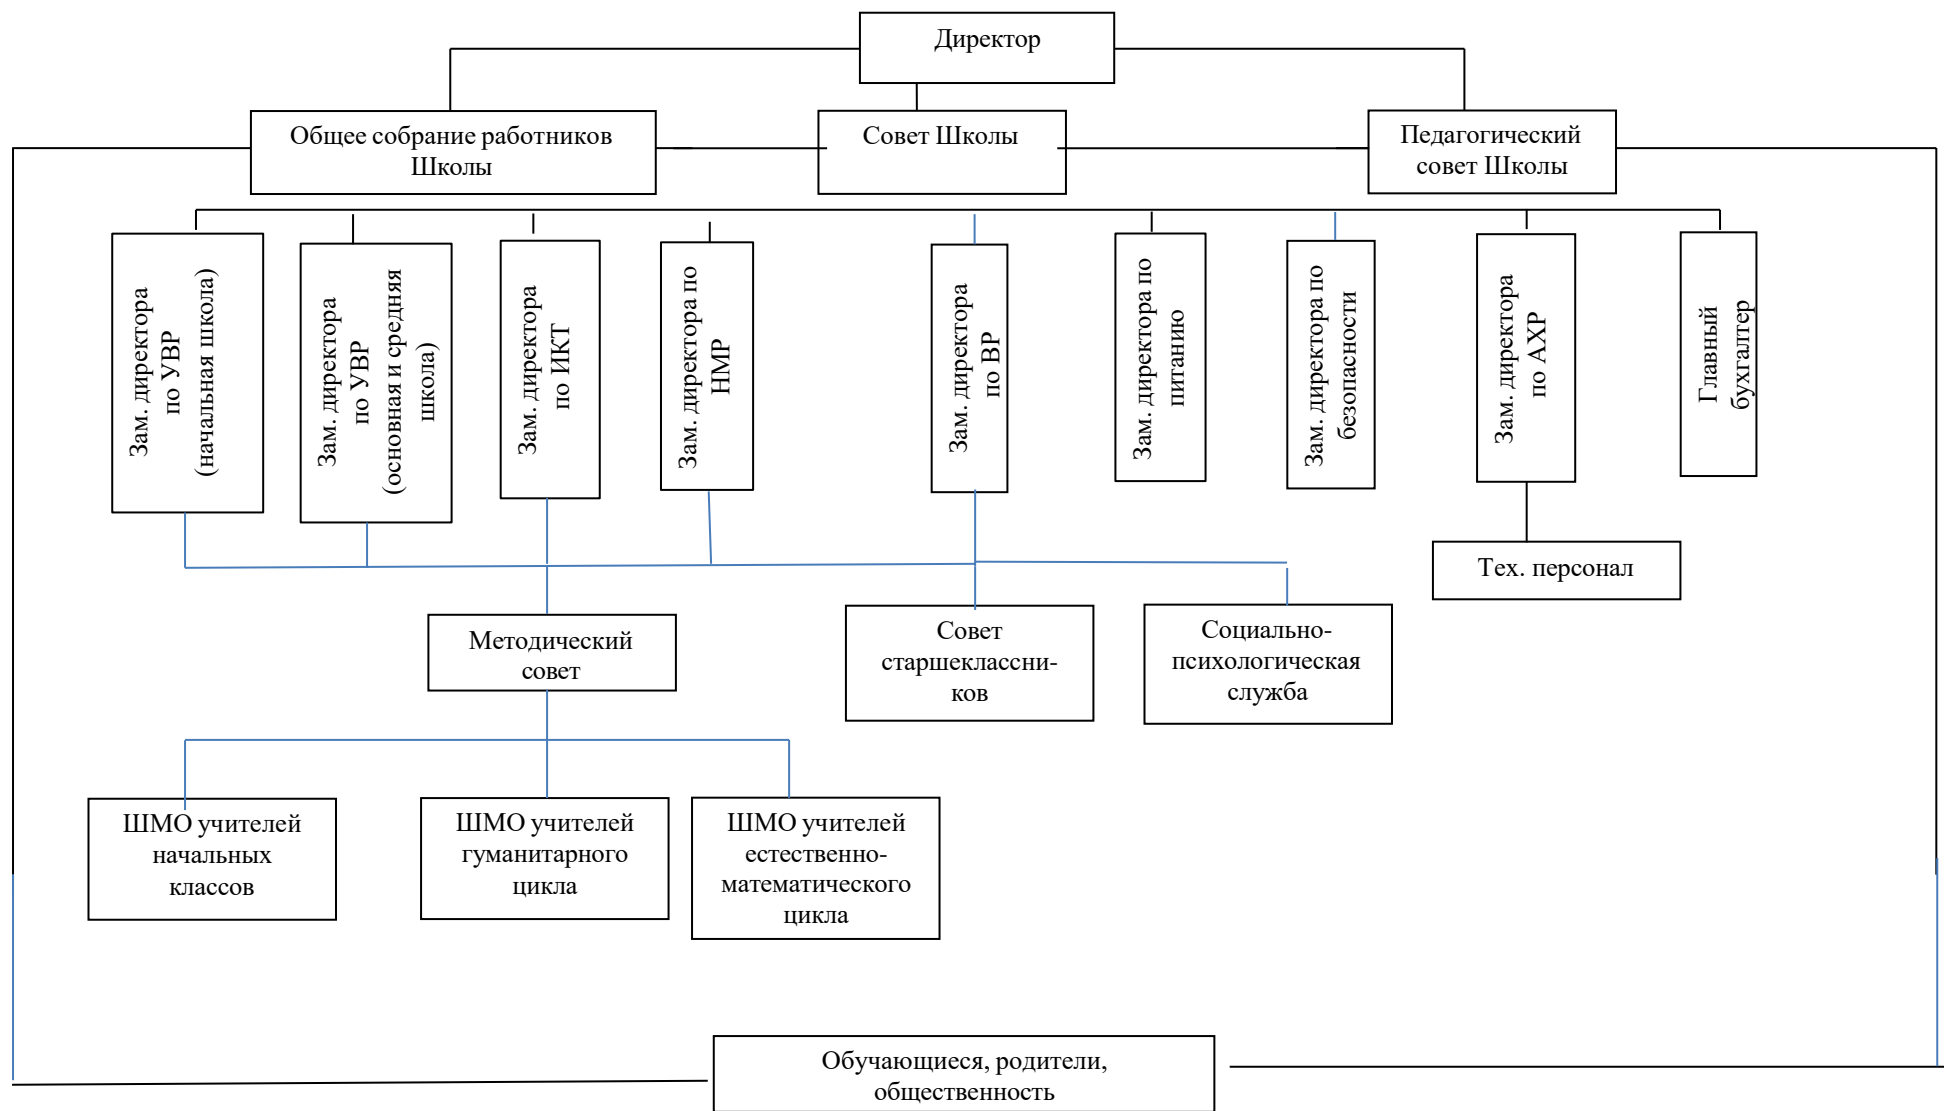 Директор
Общее собрание работников
Школы
Совет Школы
Педагогический
совет Школы
Зам. директора
по УВР
(начальная школа)
Зам. директора
по УВР
(основная и средняя
школа)
Зам. директора
по ИКТ
Зам. директора по
НМР
Зам. директора
по ВР
Зам. директора по
питанию
Зам. директора по
безопасности
Зам. директора
по АХР
Главный
бухгалтер
Тех. персонал
Методический
совет
Совет
старшеклассни-
ков
Социально-
психологическая
служба
ШМО учителей
начальных
классов
ШМО учителей
гуманитарного
цикла
ШМО учителей
естественно-
математического
цикла
Обучающиеся, родители,
общественность